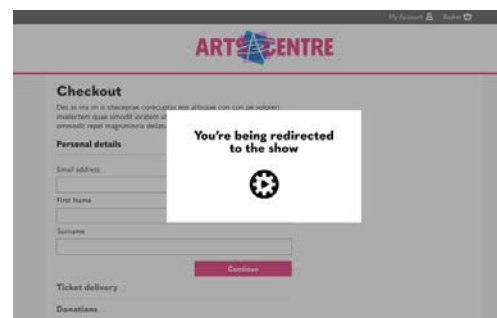 My Account Basket
ARTS CENTRE
Checkout
Personal details
You're being redirected
to the show
Email address
First Name
Surname
Continue
Ticket delivery
Donations